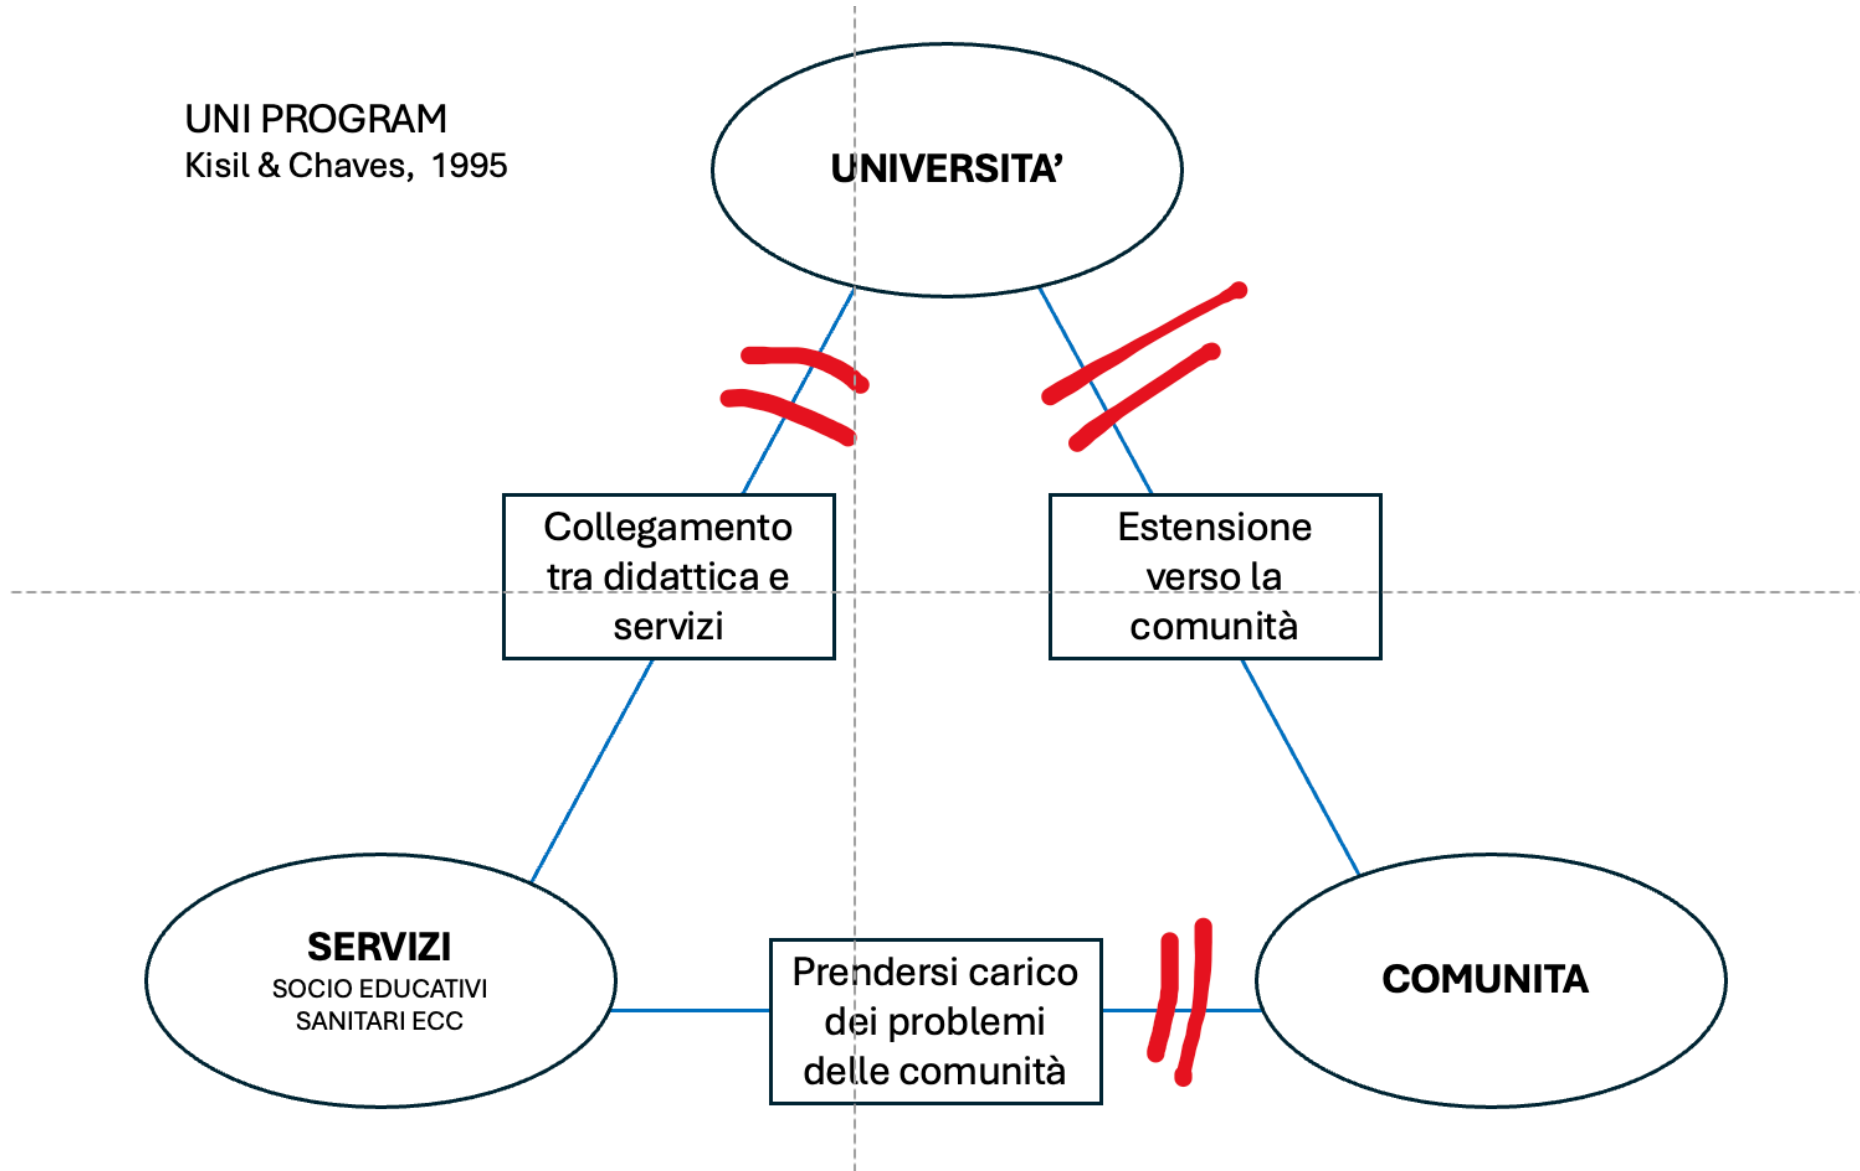 UNI PROGRAM
Kisil & Chaves, 1995
UNIVERSITA’
Collegamento
tra didattica e
servizi
Estensione
verso la
comunità
SERVIZI
SOCIO EDUCATIVI
SANITARI ECC
Prendersi carico
dei problemi
delle comunità
COMUNITA